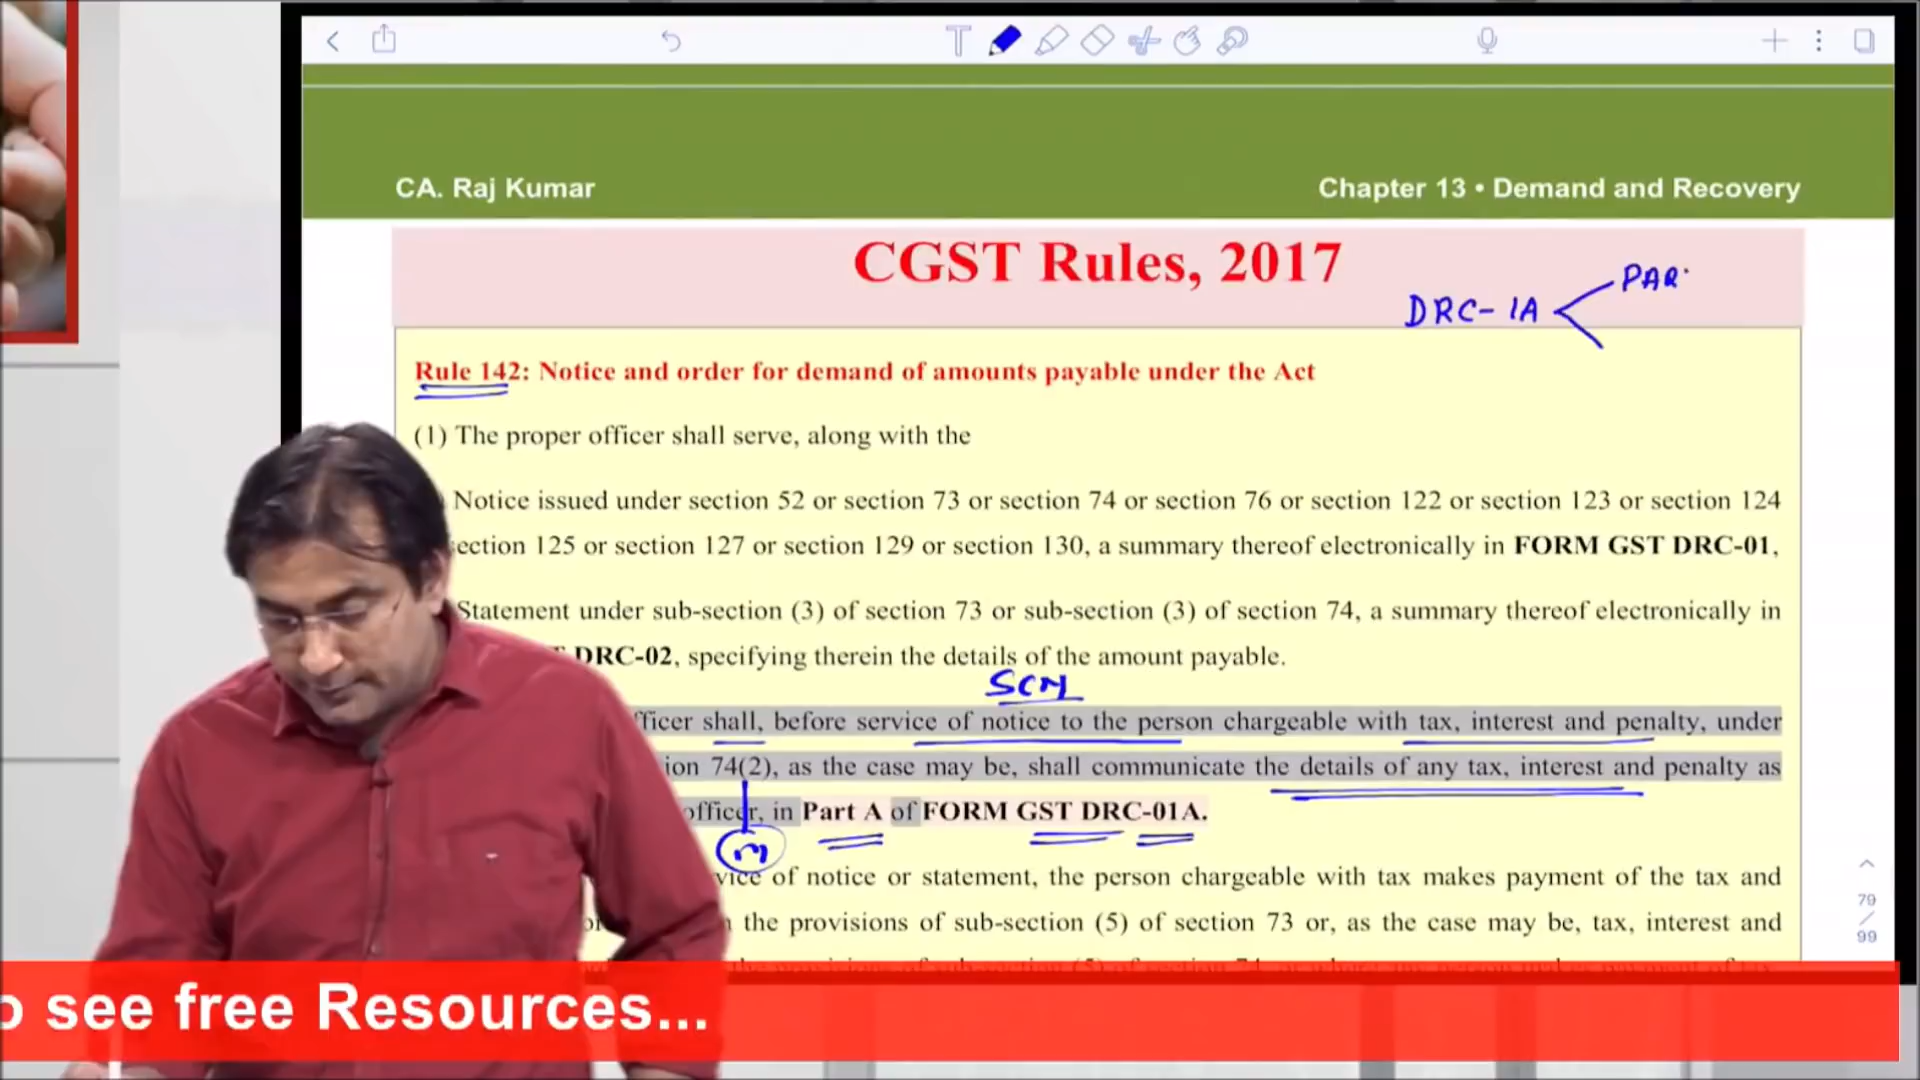 CA. Raj Kumar
Chapter 13 • Demand and Recovery
CGST Rules, 2017
DRC-1A
PAR
Rule 142: Notice and order for demand of amounts payable under the Act
(1) The proper officer shall serve, along with the
Notice issued under section 52 or section 73 or section 74 or section 76 or section 122 or section 123 or section 124
section 125 or section 127 or section 129 or section 130, a summary thereof electronically in FORM GST DRC-01,
Statement under sub-section (3) of section 73 or sub-section (3) of section 74, a summary thereof electronically in
DRC-02, specifying therein the details of the amount payable.
SCN
officer shall, before service of notice to the person chargeable with tax, interest and penalty, under
74(2), as the case may be, shall communicate the details of any tax, interest and penalty as
officer, in Part A of FORM GST DRC-01A.
of notice or statement, the person chargeable with tax makes payment of the tax and
the provisions of sub-section (5) of section 73 or, as the case may be, tax, interest and
79
/
99
see free Resources...